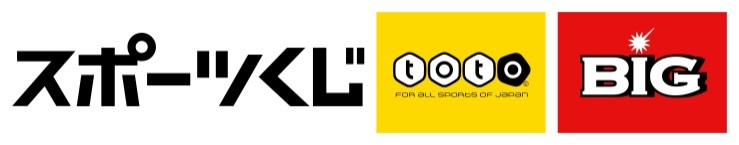 スポーツくじ
toto
FOR ALL SPORTS OF JAPAN
BIG